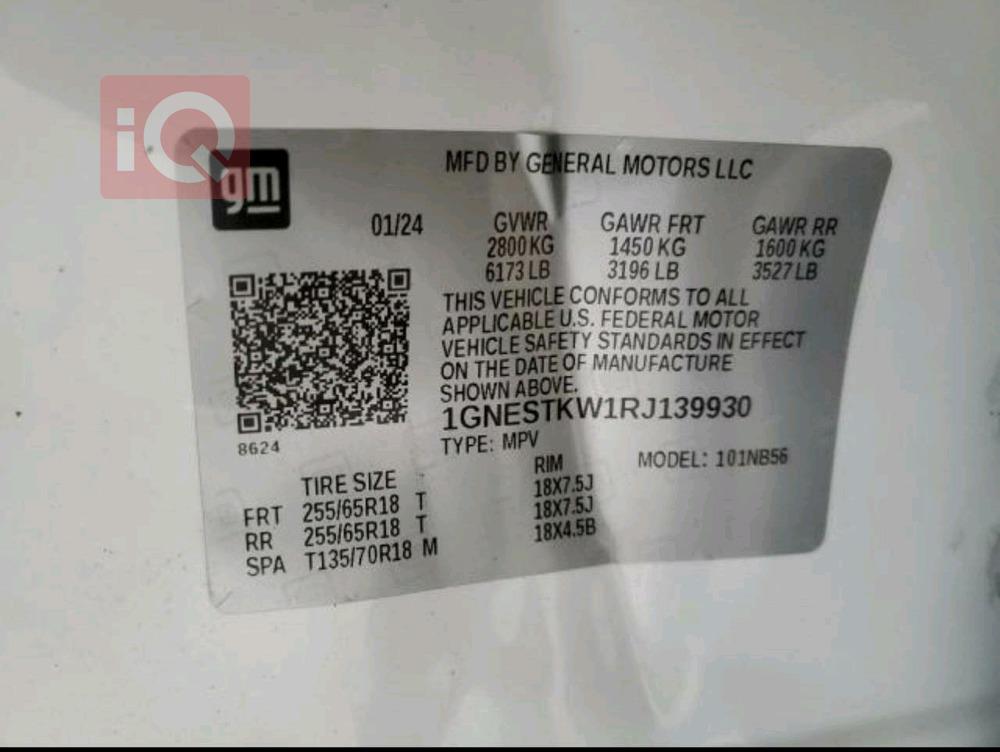 iQ
gm
MFD BY GENERAL MOTORS LLC
01/24 GVWR GAWR FRT GAWR RR
2800 KG 1450 KG 1600 KG
6173 LB 3196 LB 3527 LB
THIS VEHICLE CONFORMS TO ALL
APPLICABLE U.S. FEDERAL MOTOR
VEHICLE SAFETY STANDARDS IN EFFECT
ON THE DATE OF MANUFACTURE
SHOWN ABOVE.
1GNESTKW1RJ139930
8624
TYPE: MPV MODEL: 101NB56
TIRE SIZE RIM
FRT 255/65R18 T 18X7.5J
RR 255/65R18 T 18X7.5J
SPA T135/70R18 M 18X4.5B